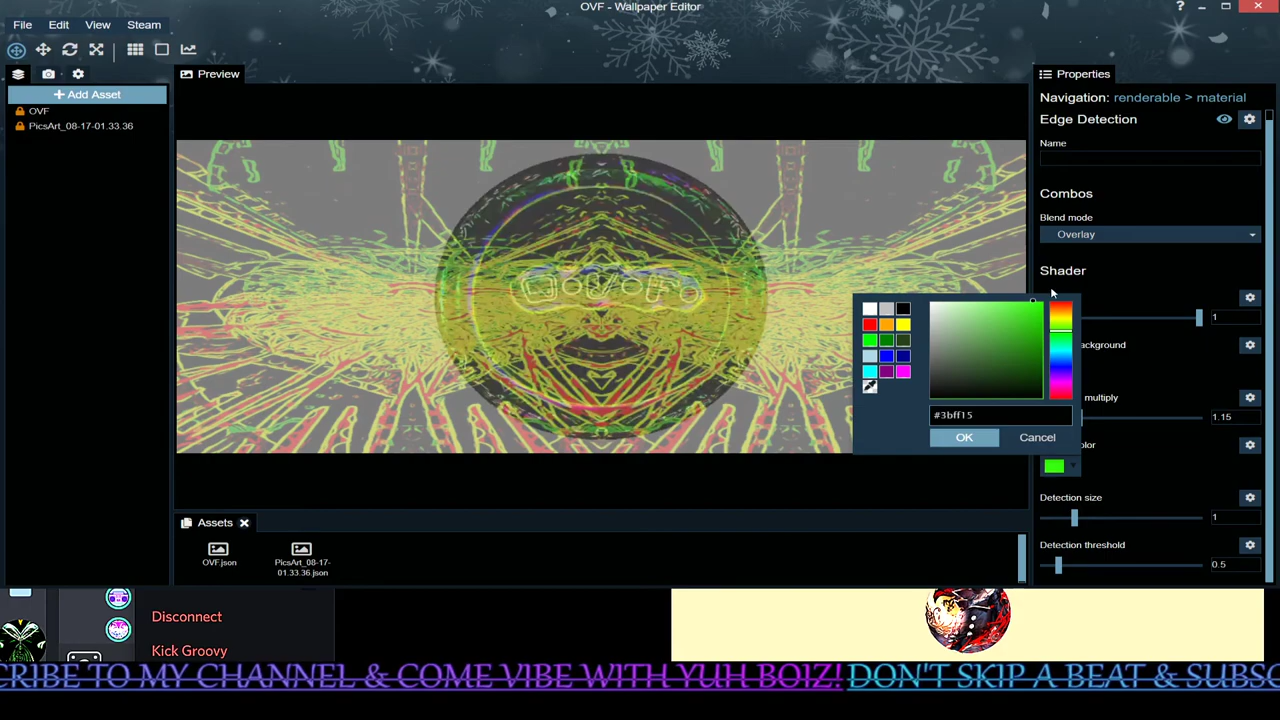 OVF - Wallpaper Editor
File Edit View Steam
Preview
Properties
+ Add Asset
OVF
PicsArt_08-17-01.33.36
Navigation: renderable > material
Edge Detection
Name
Combos
Blend mode
Overlay
Shader
1
ackground
multiply
1.15
#3bff15
OK Cancel
olor
Detection size
1
Detection threshold
0.5
Assets
OVF.json
PicsArt_08-17-
01.33.36.json
Disconnect
Kick Groovy
CRIBE TO MY CHANNEL & COME VIBE WITH YUH BOIZ! DON'T SKIP A BEAT & SUBSC